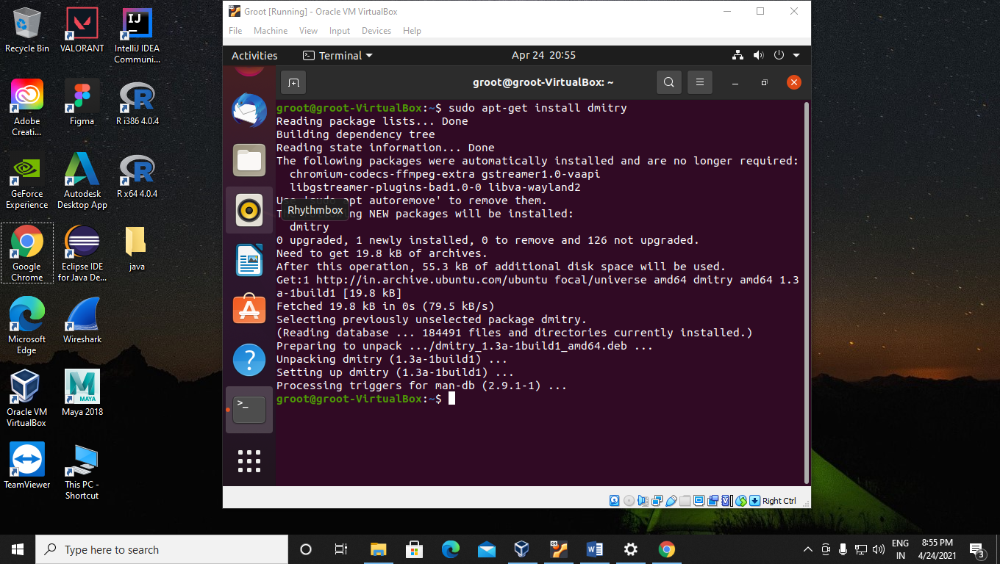 Recycle Bin
VALORANT
IntelliJ IDEA
Communi...
Adobe
Creati...
Figma
R i386 4.0.4
GeForce
Experience
Autodesk
Desktop App
R x64 4.0.4
Google
Chrome
Eclipse IDE
for Java De...
java
Microsoft
Edge
Wireshark
Oracle VM
VirtualBox
Maya 2018
TeamViewer
This PC -
Shortcut
Groot [Running] - Oracle VM VirtualBox
File Machine View Input Devices Help
Activities Terminal Apr 24 20:55
groot@groot-VirtualBox: ~
groot@groot-VirtualBox:~$ sudo apt-get install dmitry
Reading package lists... Done
Building dependency tree
Reading state information... Done
The following packages were automatically installed and are no longer required:
chromium-codecs-ffmpeg-extra gstreamer1.0-vaapi
libgstreamer-plugins-bad1.0-0 libva-wayland2
apt autoremove' to remove them.
Rhythmbox
NEW packages will be installed:
dmitry
0 upgraded, 1 newly installed, 0 to remove and 126 not upgraded.
Need to get 19.8 kB of archives.
After this operation, 55.3 kB of additional disk space will be used.
Get:1 http://in.archive.ubuntu.com/ubuntu focal/universe amd64 dmitry amd64 1.3
a-1build1 [19.8 kB]
Fetched 19.8 kB in 0s (79.5 kB/s)
Selecting previously unselected package dmitry.
(Reading database ... 184491 files and directories currently installed.)
Preparing to unpack .../dmitry_1.3a-1build1_amd64.deb ...
Unpacking dmitry (1.3a-1build1) ...
Setting up dmitry (1.3a-1build1) ...
Processing triggers for man-db (2.9.1-1) ...
groot@groot-VirtualBox:~$
Right Ctrl
Type here to search
ENG
IN
8:55 PM
4/24/2021
3